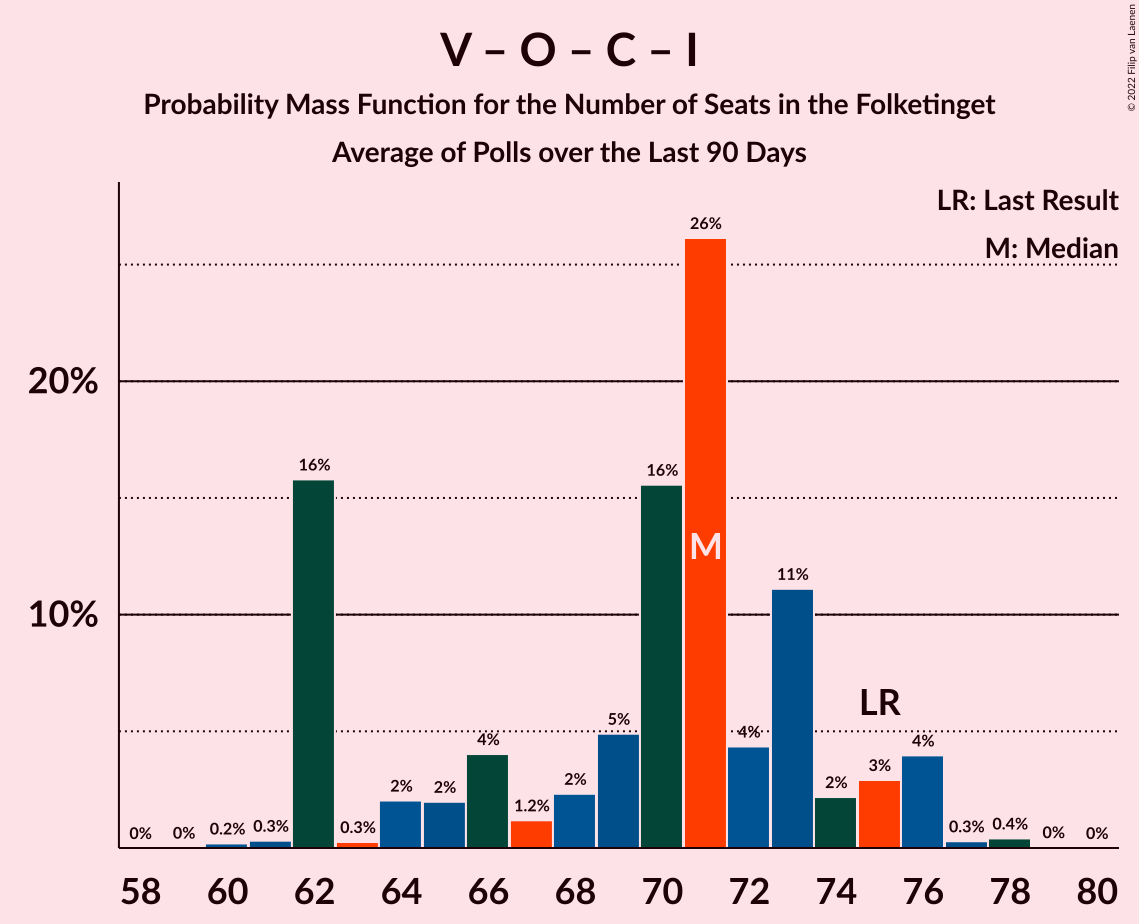 V – O – C – I
Probability Mass Function for the Number of Seats in the Folketinget
Average of Polls over the Last 90 Days
© 2022 Filip van Laenen
LR: Last Result
M: Median
20%
10%
0% 0% 0.2% 0.3% 16% 0.3% 2% 2% 4% 1.2% 2% 5% 16% 26% 4% 11% 2% 3% 4% 0.3% 0.4% 0% 0%
M
LR
58 60 62 64 66 68 70 72 74 76 78 80